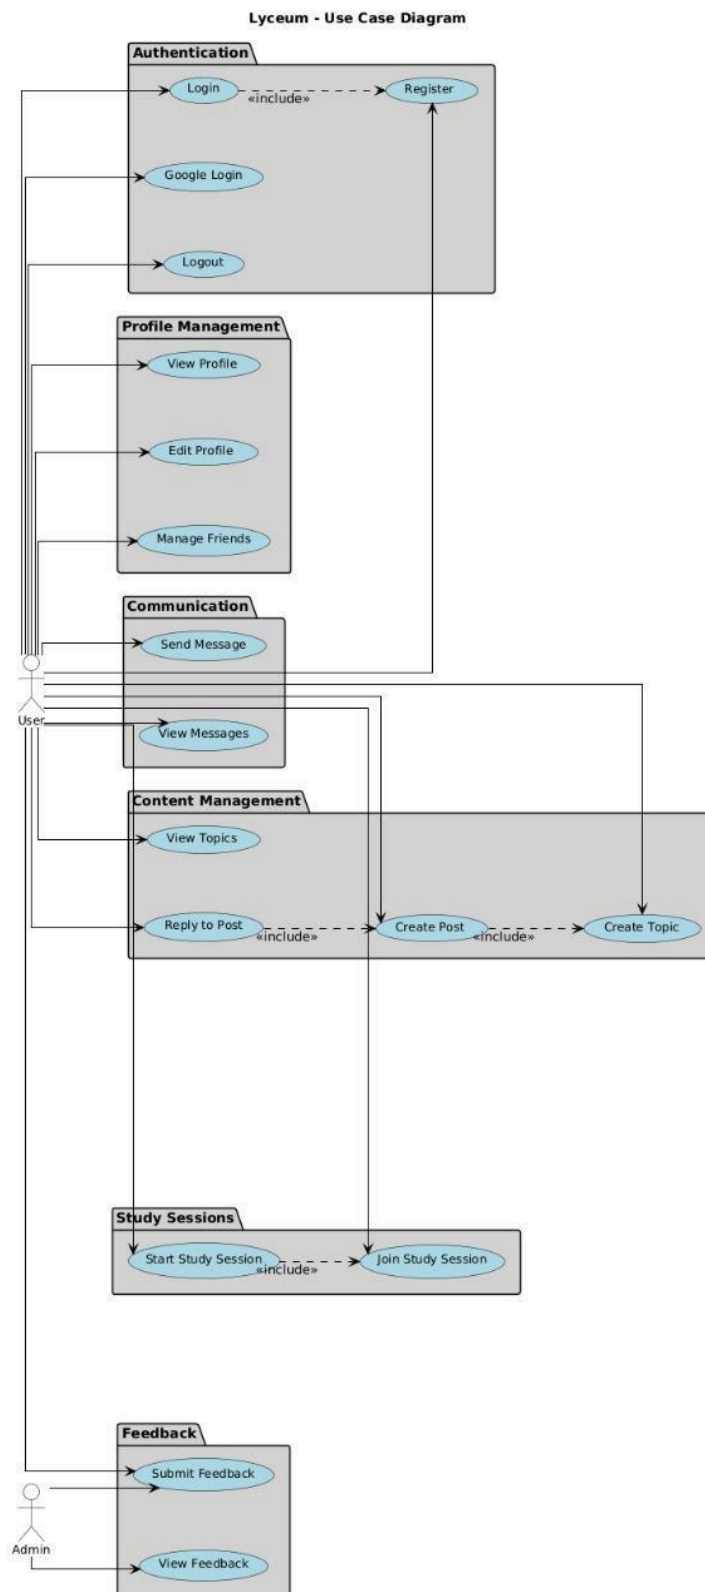 Lyceum - Use Case Diagram
Authentication
Login
«include»
Register
Google Login
Logout
Profile Management
View Profile
Edit Profile
Manage Friends
Communication
Send Message
User
View Messages
Content Management
View Topics
Reply to Post
«include»
Create Post
«include»
Create Topic
Study Sessions
Start Study Session
«include»
Join Study Session
Feedback
Submit Feedback
Admin
View Feedback